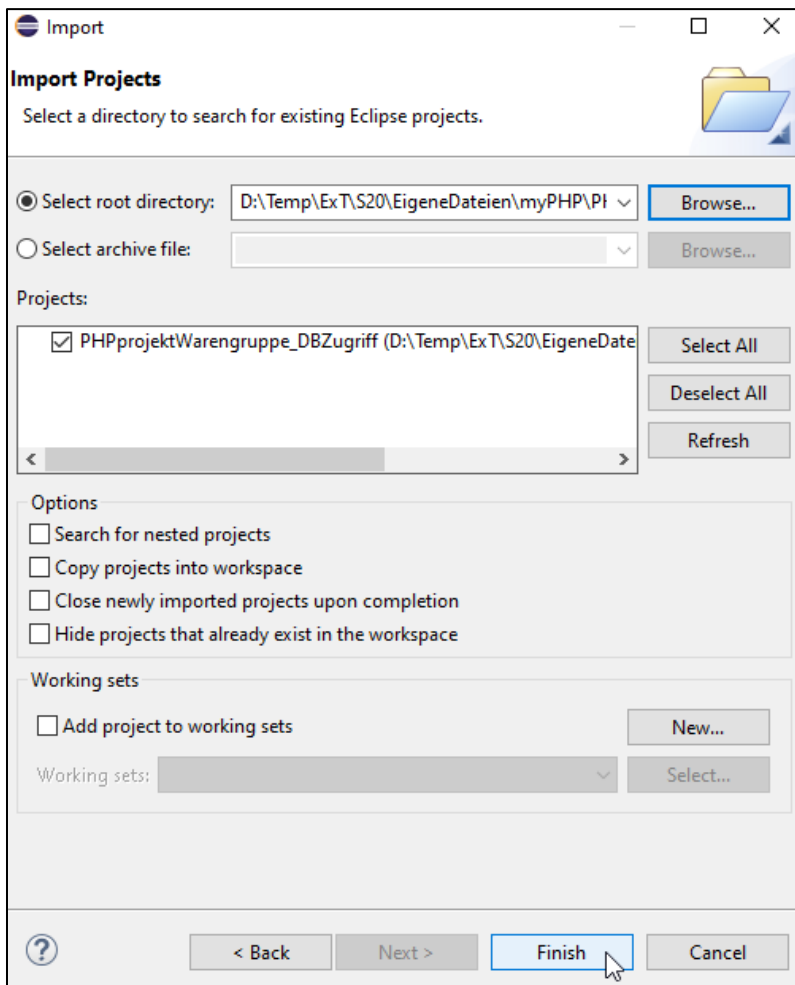 Import
Import Projects
Select a directory to search for existing Eclipse projects.
Select root directory: D:\Temp\ExT\S20\EigeneDateien\myPHP\PI Browse...
Select archive file: Browse...
Projects:
PHPprojektWarengruppe_DBZugriff (D:\Temp\ExT\S20\EigeneDate Select All
Deselect All
Refresh
Options
Search for nested projects
Copy projects into workspace
Close newly imported projects upon completion
Hide projects that already exist in the workspace
Working sets
Add project to working sets New...
Working sets: Select...
? < Back Next > Finish Cancel